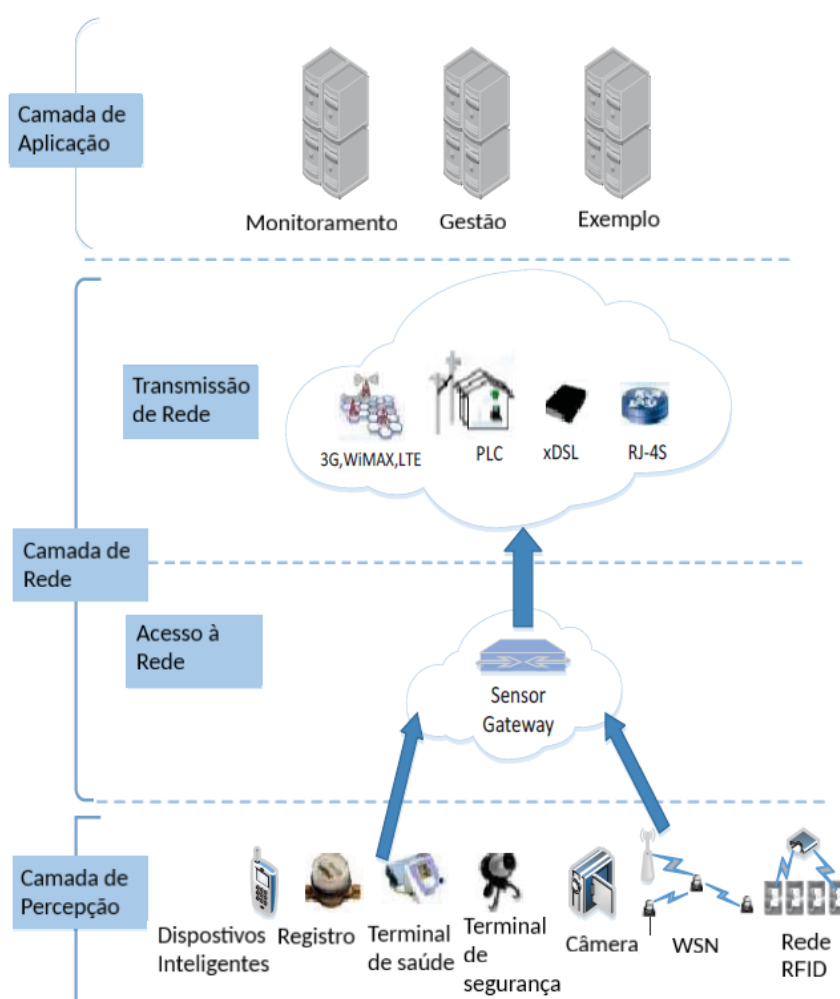 Camada de
Aplicação
Monitoramento
Gestão
Exemplo
Transmissão
de Rede
3G,WiMAX,LTE
PLC
xDSL
RJ-4S
Camada de
Rede
Acesso à
Rede
Sensor
Gateway
Camada de
Percepção
Dispostivos
Inteligentes
Registro
Terminal
de saúde
Terminal
de
segurança
Câmera
WSN
Rede
RFID